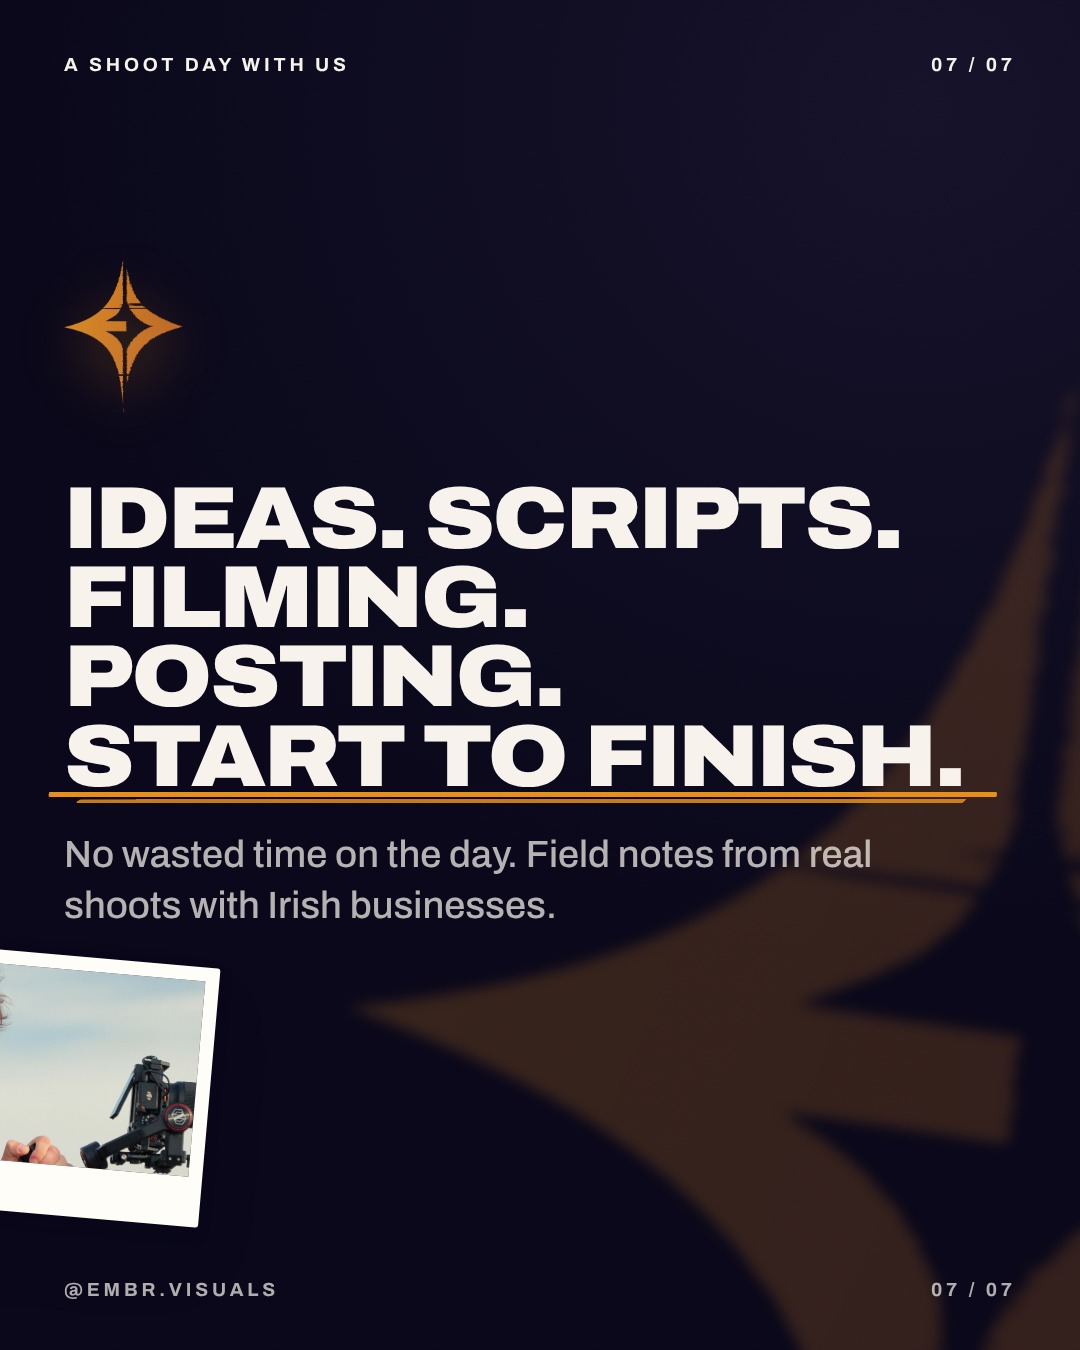 A SHOOT DAY WITH US
07 / 07
IDEAS. SCRIPTS.
FILMING.
POSTING.
START TO FINISH.
No wasted time on the day. Field notes from real
shoots with Irish businesses.
@EMBR.VISUALS
07 / 07